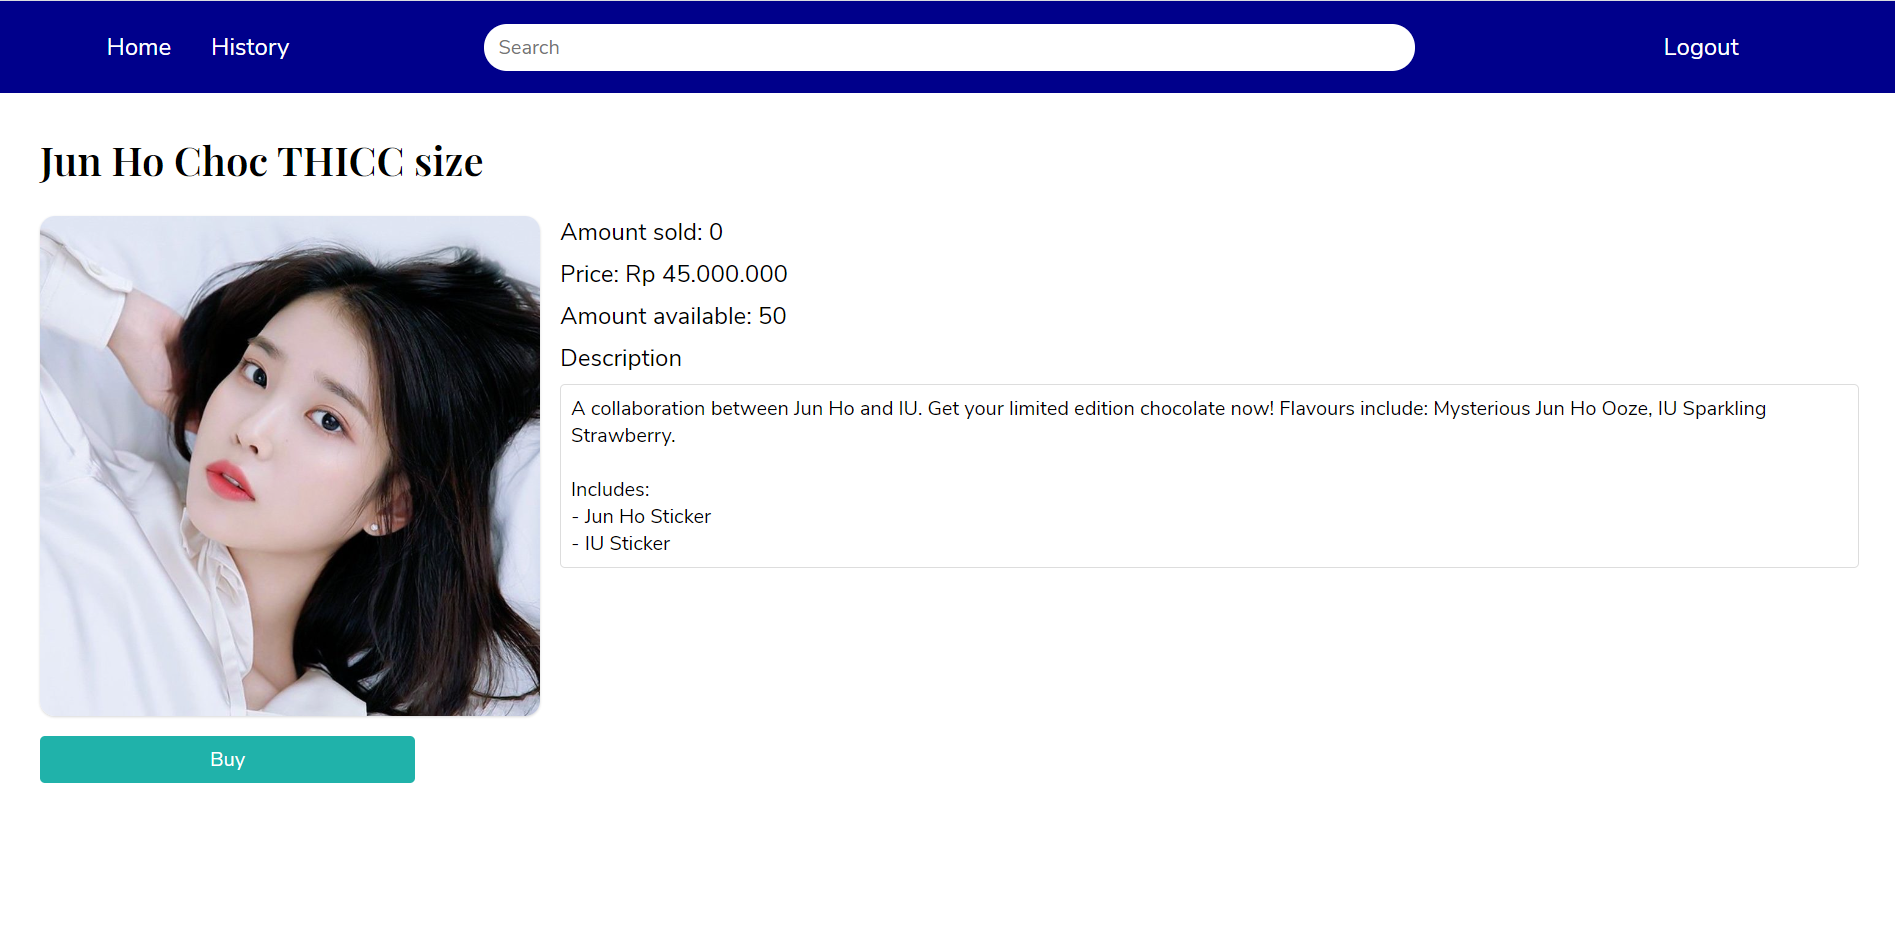 Home
History
Search
Logout
Jun Ho Choc THICC size
Amount sold: 0
Price: Rp 45.000.000
Amount available: 50
Description
A collaboration between Jun Ho and IU. Get your limited edition chocolate now! Flavours include: Mysterious Jun Ho Ooze, IU Sparkling
Strawberry.
Includes:
- Jun Ho Sticker
- IU Sticker
Buy